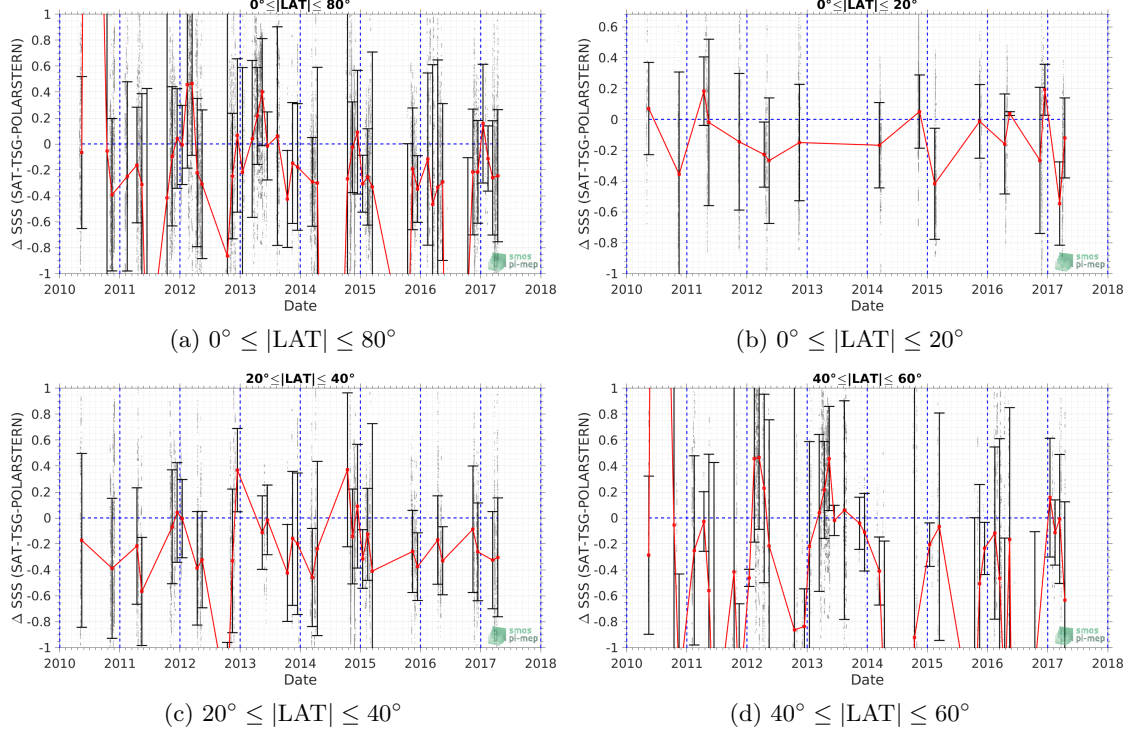 0°≤|LAT|≤ 80°
Δ SSS (SAT-TSG-POLARSTERN)
1
0.8
0.6
0.4
0.2
0
-0.2
-0.4
-0.6
-0.8
-1
2010 2011 2012 2013 2014 2015 2016 2017 2018
Date
smos
pi-mep
(a) 0° ≤ |LAT| ≤ 80°
0°≤|LAT|≤ 20°
Δ SSS (SAT-TSG-POLARSTERN)
0.8
0.6
0.4
0.2
0
-0.2
-0.4
-0.6
-0.8
-1
2010 2011 2012 2013 2014 2015 2016 2017 2018
Date
smos
pi-mep
(b) 0° ≤ |LAT| ≤ 20°
20°≤|LAT|≤ 40°
Δ SSS (SAT-TSG-POLARSTERN)
1
0.8
0.6
0.4
0.2
0
-0.2
-0.4
-0.6
-0.8
-1
2010 2011 2012 2013 2014 2015 2016 2017 2018
Date
smos
pi-mep
(c) 20° ≤ |LAT| ≤ 40°
40°≤|LAT|≤ 60°
Δ SSS (SAT-TSG-POLARSTERN)
1
0.8
0.6
0.4
0.2
0
-0.2
-0.4
-0.6
-0.8
-1
2010 2011 2012 2013 2014 2015 2016 2017 2018
Date
smos
pi-mep
(d) 40° ≤ |LAT| ≤ 60°